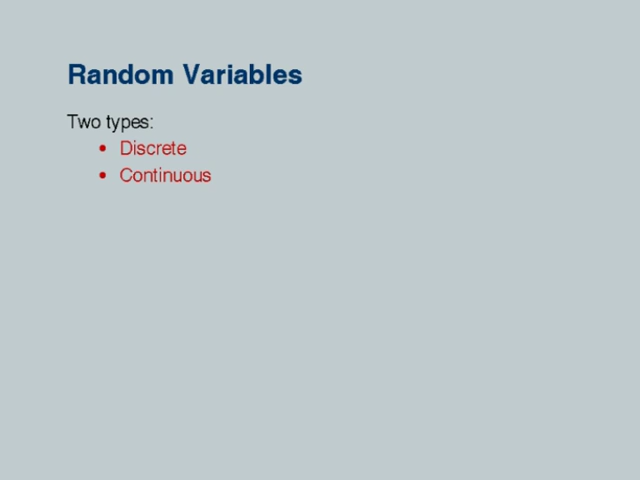 Random Variables
Two types:
• Discrete
• Continuous